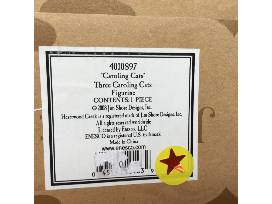 4010897
"Caroling Cats"
Three Caroling Cats
Figurine
CONTENTS: 1 PIECE
© 2008 Jim Shore Designs, Inc.
Heartwood Creek is a registered mark of Jim Shore Designs, Inc.
All rights reserved worldwide
Licensed by Enesco, LLC
ENESCO is a registered U.S. trademark
Made in China
www.enesco.com